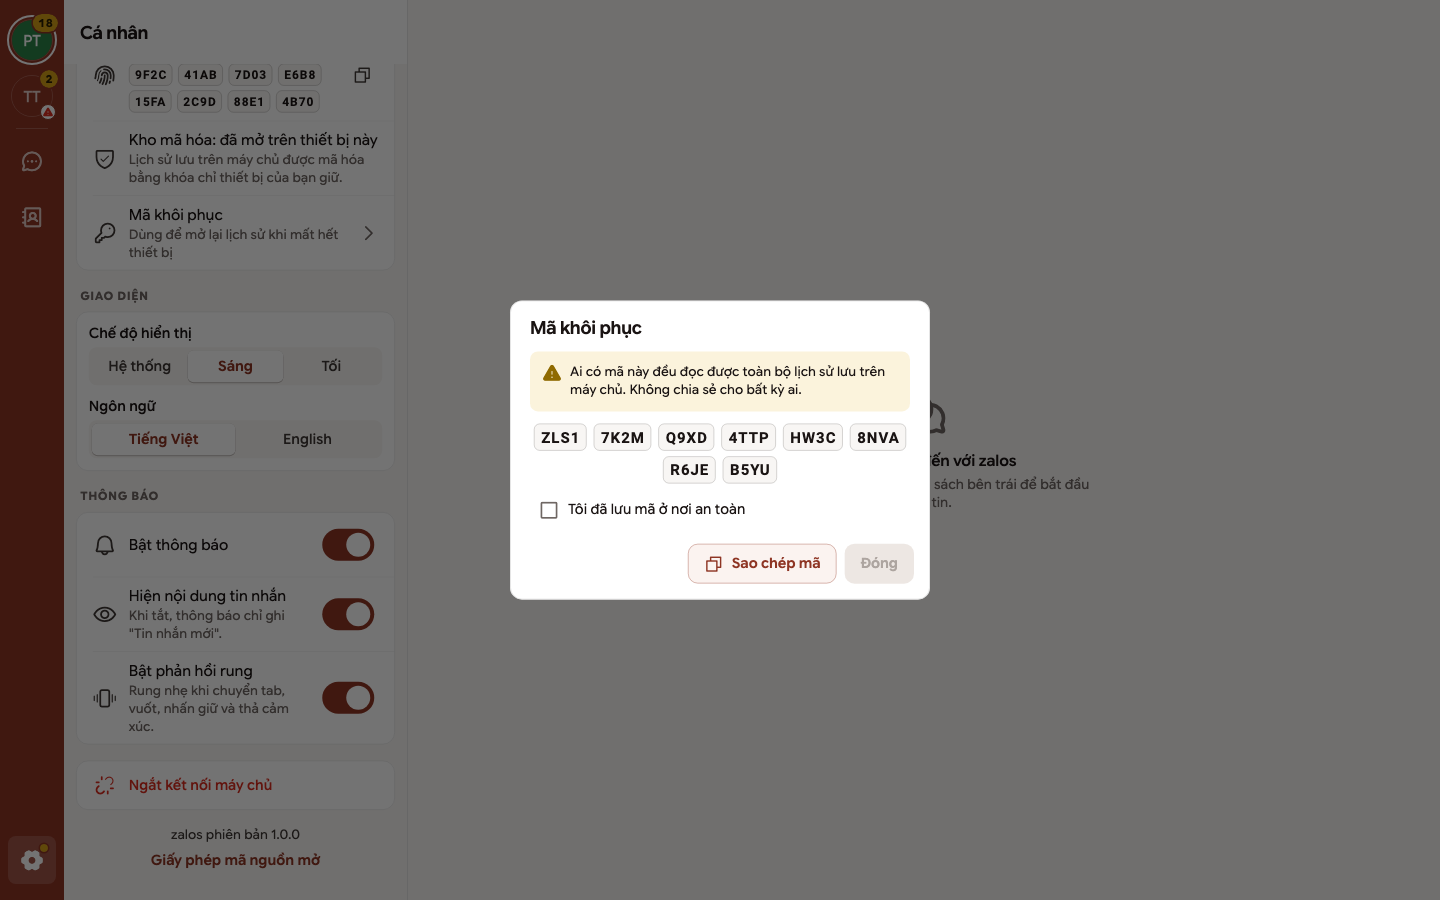 18
PT
2
TT
Cá nhân
9F2C 41AB 7D03 E6B8
15FA 2C9D 88E1 4B70
Kho mã hóa: đã mở trên thiết bị này
Lịch sử lưu trên máy chủ được mã hóa
bằng khóa chỉ thiết bị của bạn giữ.
Mã khôi phục
Dùng để mở lại lịch sử khi mất hết
thiết bị
GIAO DIỆN
Chế độ hiển thị
Hệ thống Sáng Tối
Ngôn ngữ
Tiếng Việt English
THÔNG BÁO
Bật thông báo
Hiện nội dung tin nhắn
Khi tắt, thông báo chỉ ghi
"Tin nhắn mới".
Bật phản hồi rung
Rung nhẹ khi chuyển tab,
vuốt, nhấn giữ và thả cảm
xúc.
Ngắt kết nối máy chủ
zalos phiên bản 1.0.0
Giấy phép mã nguồn mở
Mã khôi phục
Ai có mã này đều đọc được toàn bộ lịch sử lưu trên
máy chủ. Không chia sẻ cho bất kỳ ai.
ZLS1 7K2M Q9XD 4TTP HW3C 8NVA
R6JE B5YU
Tôi đã lưu mã ở nơi an toàn
Sao chép mã Đóng
với zalos
sách bên trái để bắt đầu
tin.